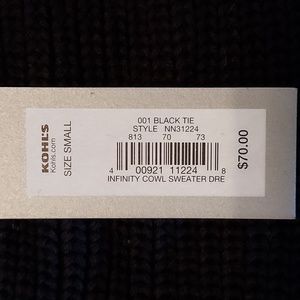 KOHL'S
Kohls.com
SIZE SMALL
001 BLACK TIE
STYLE NN31224
813 70 73
4 00921 11224 8
INFINITY COWL SWEATER DRE
$70.00